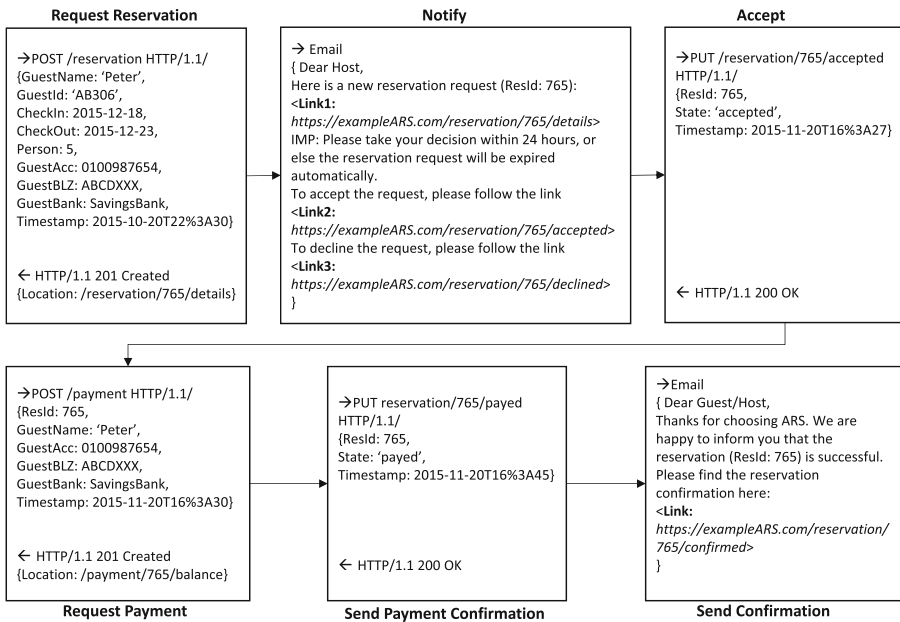 Request Reservation
→POST /reservation HTTP/1.1/
{GuestName: ‘Peter’,
GuestId: ‘AB306’,
CheckIn: 2015-12-18,
CheckOut: 2015-12-23,
Person: 5,
GuestAcc: 0100987654,
GuestBLZ: ABCDXXX,
GuestBank: SavingsBank,
Timestamp: 2015-10-20T22%3A30}
← HTTP/1.1 201 Created
{Location: /reservation/765/details}
Notify
→ Email
{ Dear Host,
Here is a new reservation request (ResId: 765):
<Link1:
https://exampleARS.com/reservation/765/details>
IMP: Please take your decision within 24 hours, or
else the reservation request will be expired
automatically.
To accept the request, please follow the link
<Link2:
https://exampleARS.com/reservation/765/accepted>
To decline the request, please follow the link
<Link3:
https://exampleARS.com/reservation/765/declined>
}
Accept
→PUT /reservation/765/accepted
HTTP/1.1/
{ResId: 765,
State: ‘accepted’,
Timestamp: 2015-11-20T16%3A27}
← HTTP/1.1 200 OK
→POST /payment HTTP/1.1/
{ResId: 765,
GuestName: ‘Peter’,
GuestAcc: 0100987654,
GuestBLZ: ABCDXXX,
GuestBank: SavingsBank,
Timestamp: 2015-11-20T16%3A30}
← HTTP/1.1 201 Created
{Location: /payment/765/balance}
Request Payment
→PUT reservation/765/payed
HTTP/1.1/
{ResId: 765,
State: ‘payed’,
Timestamp: 2015-11-20T16%3A45}
← HTTP/1.1 200 OK
Send Payment Confirmation
→Email
{ Dear Guest/Host,
Thanks for choosing ARS. We are
happy to inform you that the
reservation (ResId: 765) is successful.
Please find the reservation
confirmation here:
<Link:
https://exampleARS.com/reservation/
765/confirmed>
}
Send Confirmation